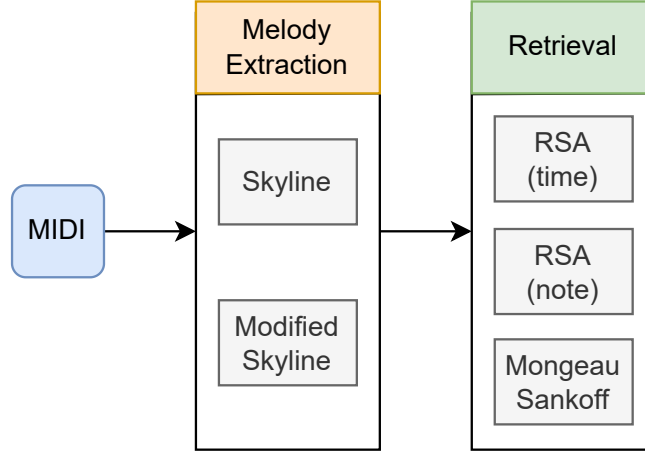 MIDI
Melody
Extraction
Skyline
Modified
Skyline
Retrieval
RSA
(time)
RSA
(note)
Mongeau
Sankoff